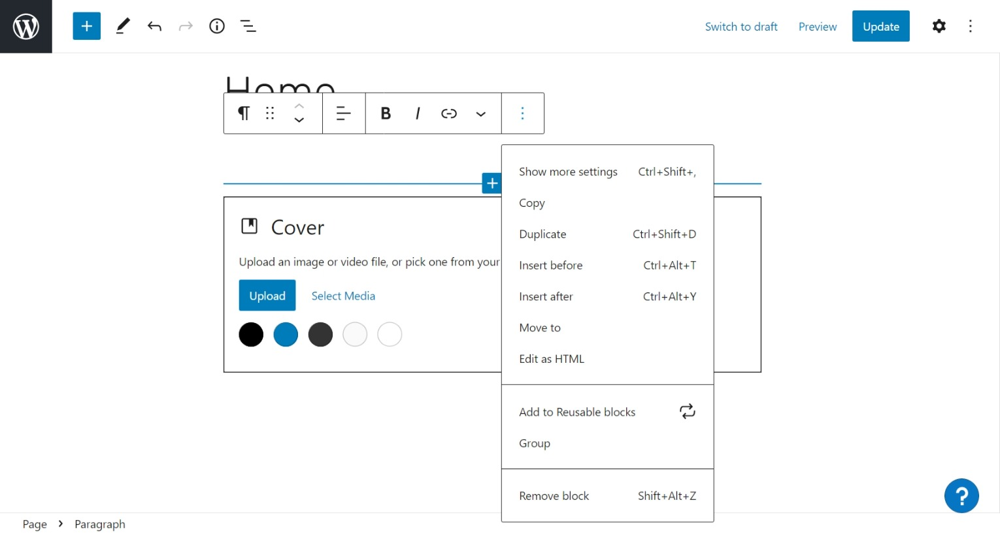 Switch to draft Preview Update
Home
B I
Show more settings Ctrl+Shift+,
Copy
Cover
Duplicate Ctrl+Shift+D
Upload an image or video file, or pick one from your
Insert before Ctrl+Alt+T
Upload Select Media
Insert after Ctrl+Alt+Y
Move to
Edit as HTML
Add to Reusable blocks
Group
Remove block Shift+Alt+Z
Page > Paragraph